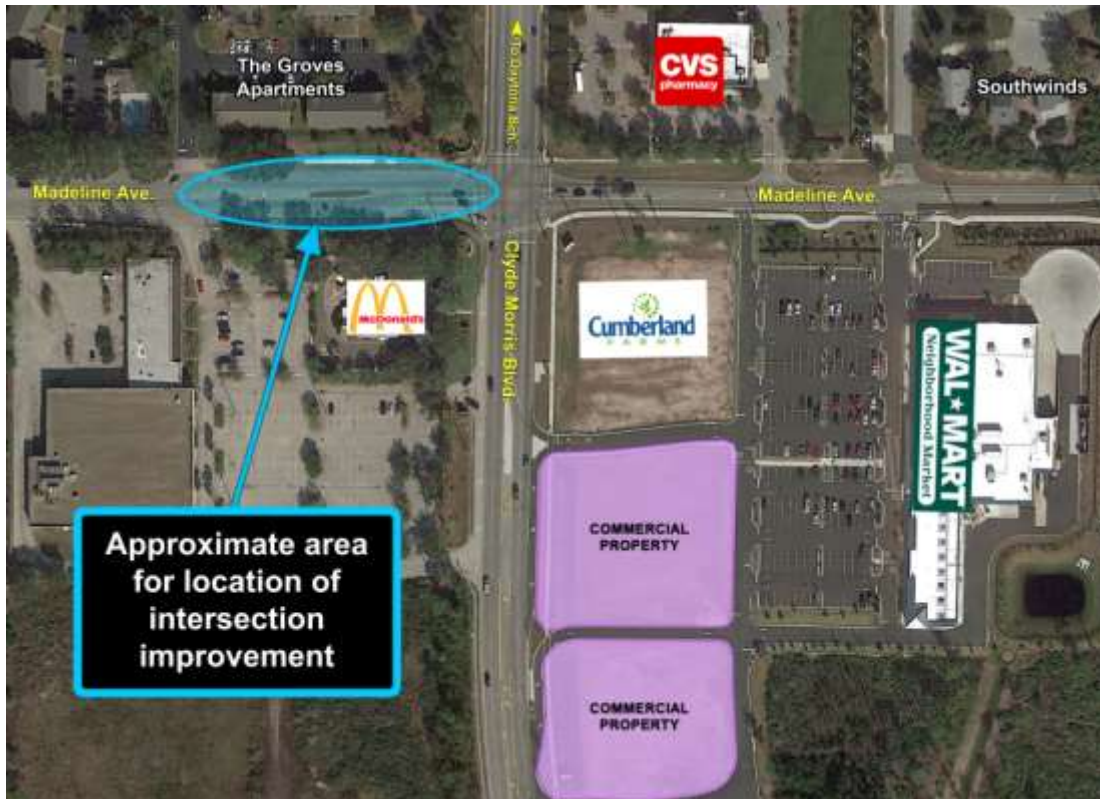 To Daytona Bch.
The Groves
Apartments
CVS
pharmacy
Southwinds
Madeline Ave.
Madeline Ave.
Clyde Morris Blvd.
McDonald's
Cumberland
FARMS
WAL★MART
Neighborhood Market
COMMERCIAL
PROPERTY
Approximate area
for location of
intersection
improvement
COMMERCIAL
PROPERTY